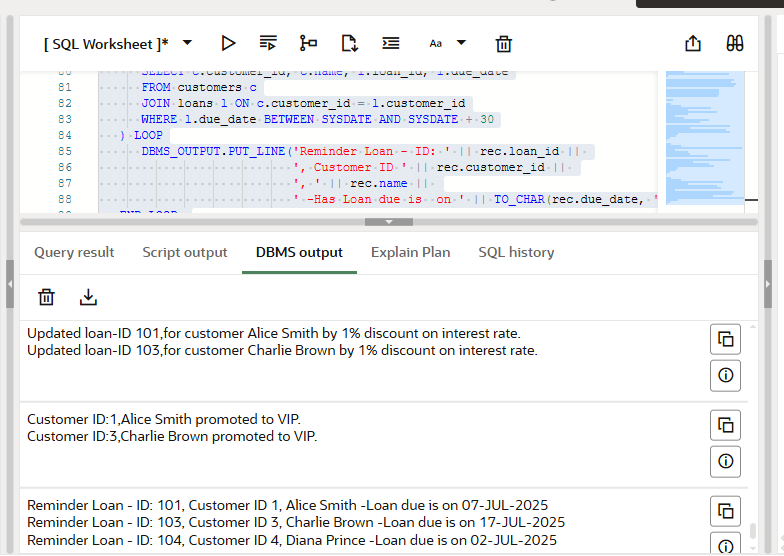 [ SQL Worksheet ]*
Aa
80 SELECT c.customer_id, c.name, l.loan_id, l.due_date
81 FROM customers c
82 JOIN loans l ON c.customer_id = l.customer_id
83 WHERE l.due_date BETWEEN SYSDATE AND SYSDATE + 30
84 ) LOOP
85 DBMS_OUTPUT.PUT_LINE('Reminder Loan - ID: ' || rec.loan_id ||
86 ', Customer ID ' || rec.customer_id ||
87 ', ' || rec.name ||
88 ' -Has Loan due is  on ' || TO_CHAR(rec.due_date, '
89 END LOOP
Query result
Script output
DBMS output
Explain Plan
SQL history
Updated loan-ID 101,for customer Alice Smith by 1% discount on interest rate.
Updated loan-ID 103,for customer Charlie Brown by 1% discount on interest rate.
Customer ID:1,Alice Smith promoted to VIP.
Customer ID:3,Charlie Brown promoted to VIP.
Reminder Loan - ID: 101, Customer ID 1, Alice Smith -Loan due is on 07-JUL-2025
Reminder Loan - ID: 103, Customer ID 3, Charlie Brown -Loan due is on 17-JUL-2025
Reminder Loan - ID: 104, Customer ID 4, Diana Prince -Loan due is on 02-JUL-2025